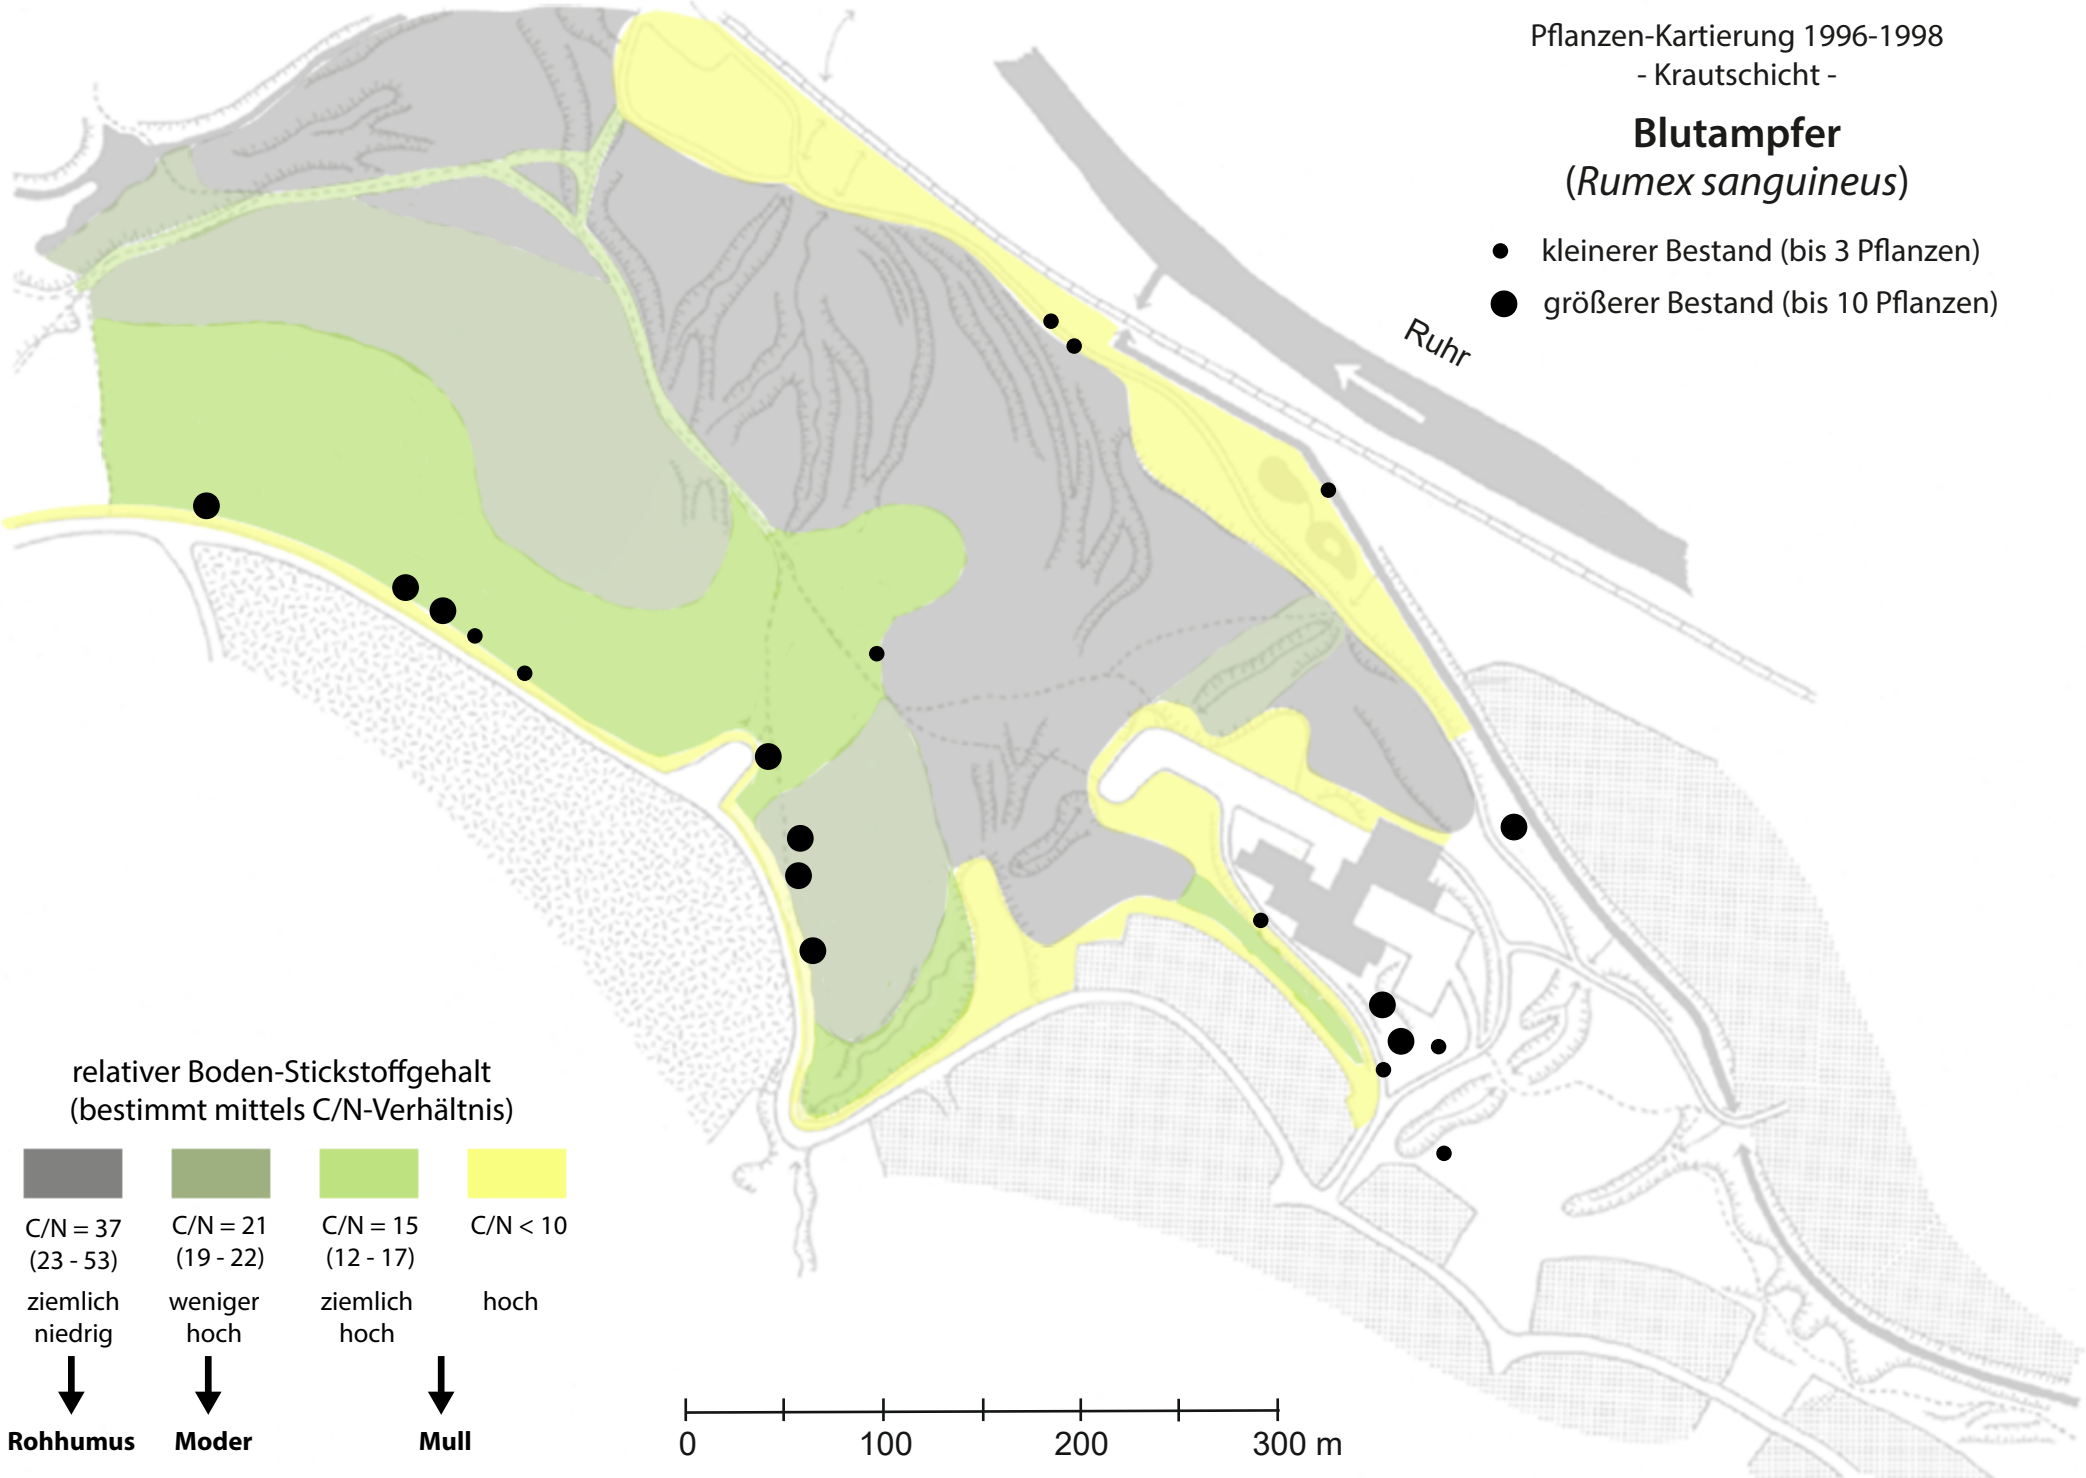 Pflanzen-Kartierung 1996-1998
- Krautschicht -
Blutampfer
(Rumex sanguineus)
kleinerer Bestand (bis 3 Pflanzen)
größerer Bestand (bis 10 Pflanzen)
Ruhr
relativer Boden-Stickstoffgehalt
(bestimmt mittels C/N-Verhältnis)
C/N = 37 C/N = 21 C/N = 15 C/N < 10
(23 - 53) (19 - 22) (12 - 17)
ziemlich weniger ziemlich hoch
niedrig hoch hoch
Rohhumus Moder Mull
0 100 200 300 m